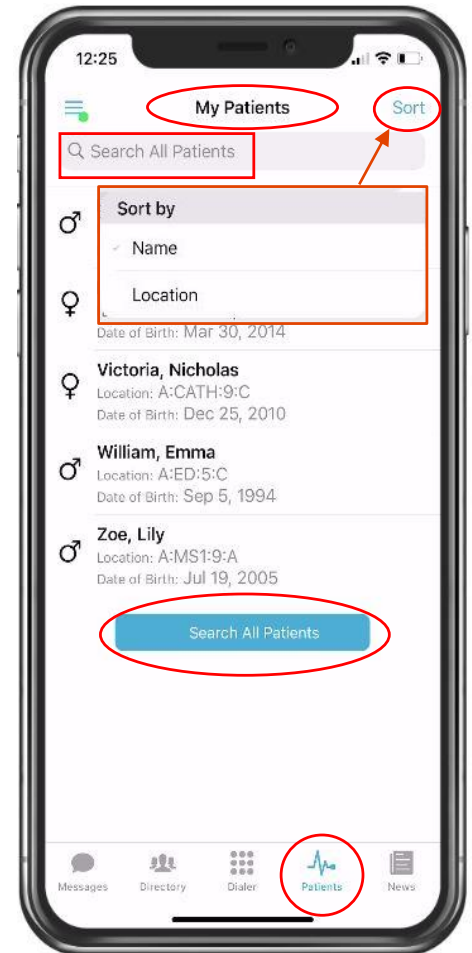 12:25
My Patients
Sort
Search All Patients
Sort by
Name
Location
Date of Birth: Mar 30, 2014
Victoria, Nicholas
Location: A:CATH:9:C
Date of Birth: Dec 25, 2010
William, Emma
Location: A:ED:5:C
Date of Birth: Sep 5, 1994
Zoe, Lily
Location: A:MS1:9:A
Date of Birth: Jul 19, 2005
Search All Patients
Messages
Directory
Dialer
Patients
News